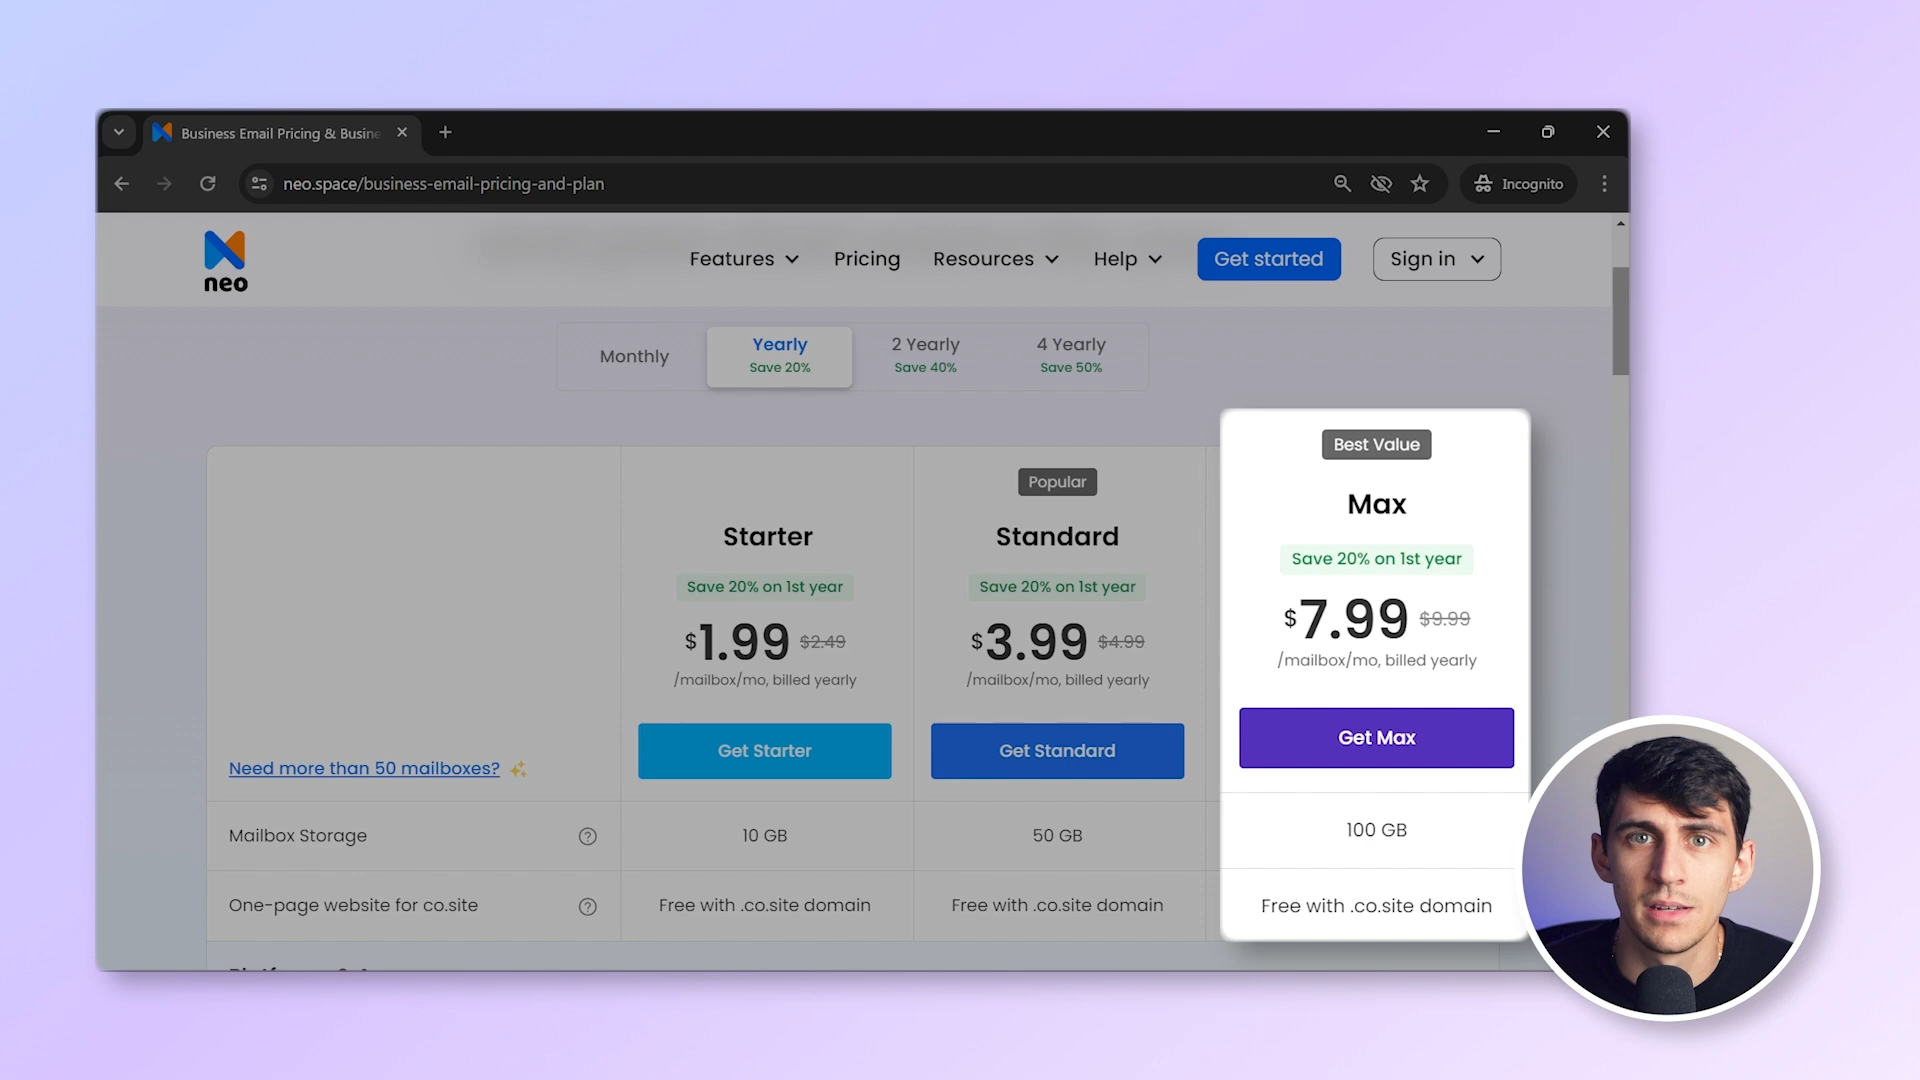 Business Email Pricing & Busine
neo.space/business-email-pricing-and-plan
Incognito
neo
Features
Pricing
Resources
Help
Get started
Sign in
Monthly
Yearly
Save 20%
2 Yearly
Save 40%
4 Yearly
Save 50%
Need more than 50 mailboxes?
Starter
Save 20% on 1st year
$1.99 $2.49
/mailbox/mo, billed yearly
Get Starter
Popular
Standard
Save 20% on 1st year
$3.99 $4.99
/mailbox/mo, billed yearly
Get Standard
Best Value
Max
Save 20% on 1st year
$7.99 $9.99
/mailbox/mo, billed yearly
Get Max
Mailbox Storage ? 10 GB 50 GB 100 GB
One-page website for co.site ? Free with .co.site domain Free with .co.site domain Free with .co.site domain